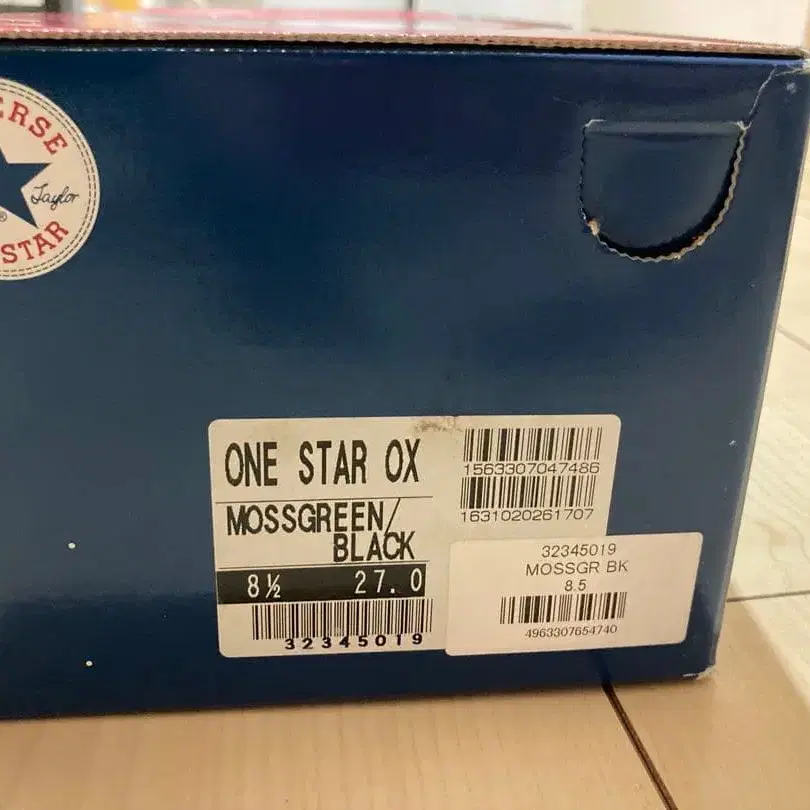 ERSE
Taylor
®
STAR
ONE STAR OX
MOSSGREEN/
BLACK
8½ 27.0
32345019
1563307047486
1631020261707
32345019
MOSSGR BK
8.5
4963307654740